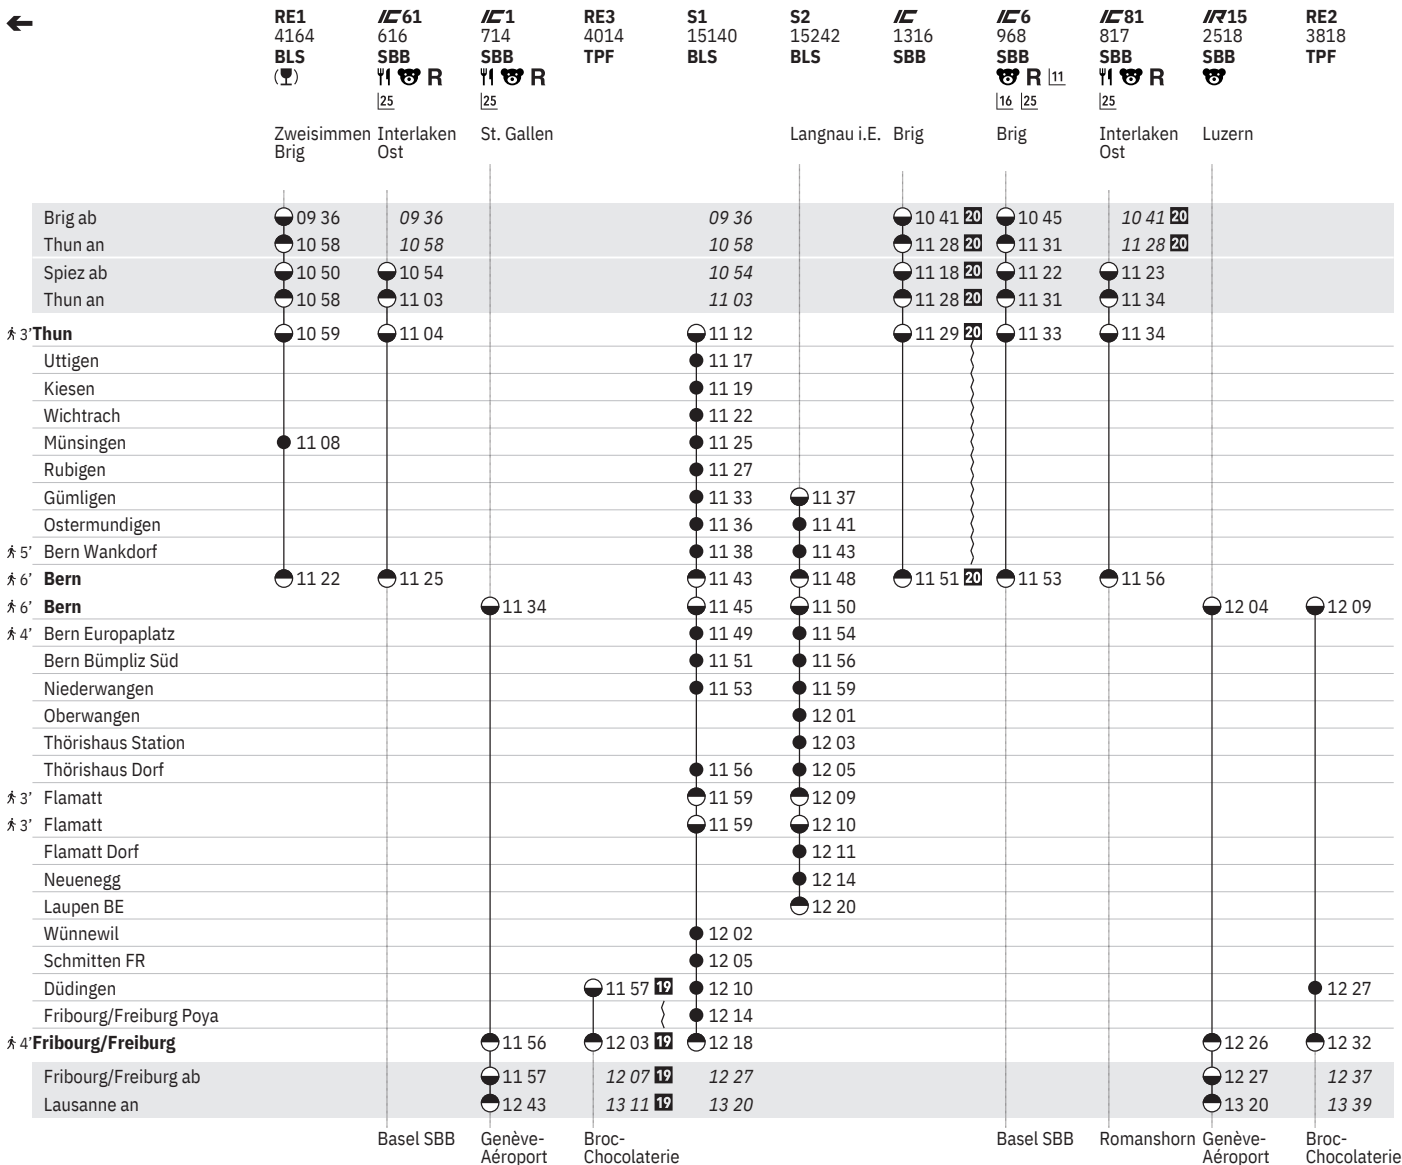 RE1 IC61 IC1 RE3 S1 S2 IC IC6 IC81 IR15 RE2
4164 616 714 4014 15140 15242 1316 968 817 2518 3818
BLS SBB SBB TPF BLS BLS SBB SBB SBB SBB TPF
R R R 11 R
25 25 16 25 25
Zweisimmen Interlaken St. Gallen Langnau i.E. Brig Brig Interlaken Luzern
Brig Ost Ost
Brig ab 09 36 09 36 09 36 10 41 20 10 45 10 41 20
Thun an 10 58 10 58 10 58 11 28 20 11 31 11 28 20
Spiez ab 10 50 10 54 10 54 11 18 20 11 22 11 23
Thun an 10 58 11 03 11 03 11 28 20 11 31 11 34
3’ Thun 10 59 11 04 11 12 11 29 20 11 33 11 34
Uttigen 11 17
Kiesen 11 19
Wichtrach 11 22
Münsingen 11 08 11 25
Rubigen 11 27
Gümligen 11 33 11 37
Ostermundigen 11 36 11 41
5’ Bern Wankdorf 11 38 11 43
6’ Bern 11 22 11 25 11 43 11 48 11 51 20 11 53 11 56
6’ Bern 11 34 11 45 11 50 12 04 12 09
4’ Bern Europaplatz 11 49 11 54
Bern Bümpliz Süd 11 51 11 56
Niederwangen 11 53 11 59
Oberwangen 12 01
Thörishaus Station 12 03
Thörishaus Dorf 11 56 12 05
3’ Flamatt 11 59 12 09
3’ Flamatt 11 59 12 10
Flamatt Dorf 12 11
Neuenegg 12 14
Laupen BE 12 20
Wünnewil 12 02
Schmitten FR 12 05
Düdingen 11 57 19 12 10 12 27
Fribourg/Freiburg Poya 12 14
4’ Fribourg/Freiburg 11 56 12 03 19 12 18 12 26 12 32
Fribourg/Freiburg ab 11 57 12 07 19 12 27 12 27 12 37
Lausanne an 12 43 13 11 19 13 20 13 20 13 39
Basel SBB Genève- Broc- Basel SBB Romanshorn Genève- Broc-
Aéroport Chocolaterie Aéroport Chocolaterie